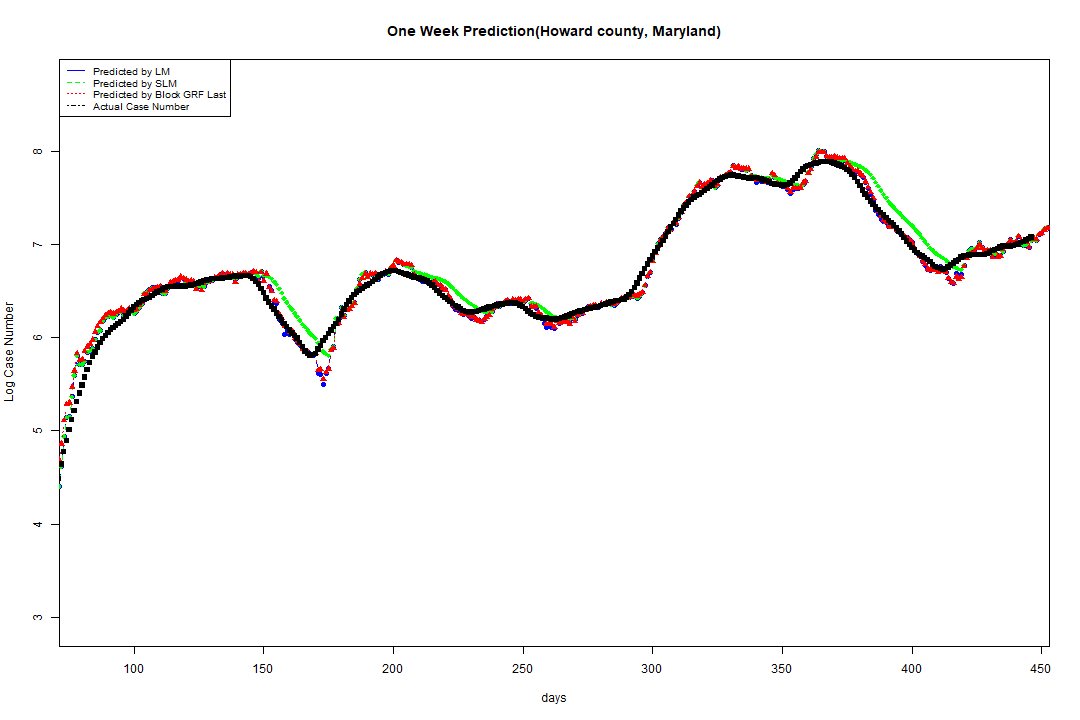 One Week Prediction(Howard county, Maryland)
Predicted by LM
Predicted by SLM
Predicted by Block GRF Last
Actual Case Number
8
7
6
5
4
3
Log Case Number
100 150 200 250 300 350 400 450
days